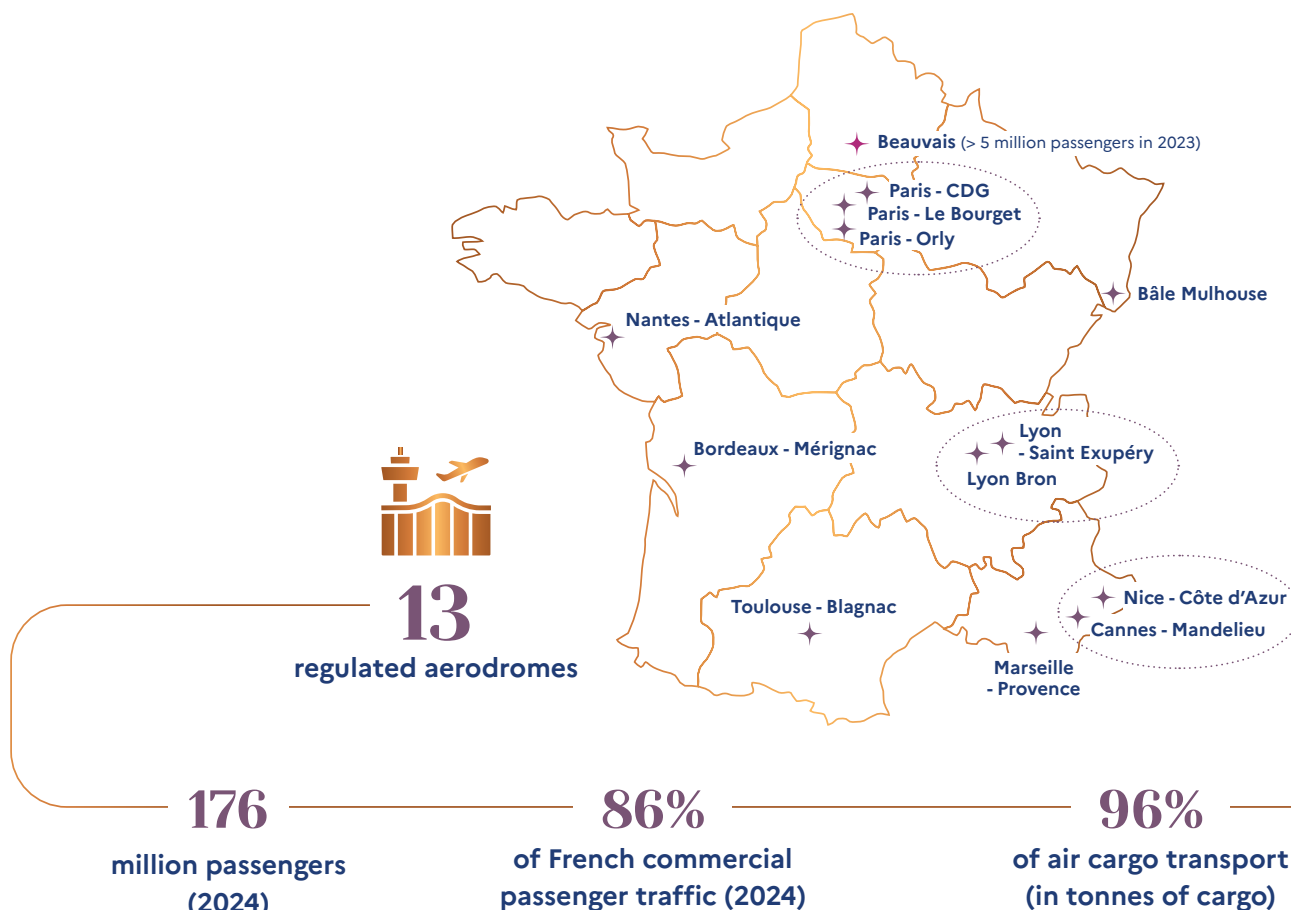 Beauvais (> 5 million passengers in 2023)
Paris - CDG
Paris - Le Bourget
Paris - Orly
Bâle Mulhouse
Nantes - Atlantique
Lyon
- Saint Exupéry
Lyon Bron
Bordeaux - Mérignac
Nice - Côte d'Azur
Cannes - Mandelieu
Toulouse - Blagnac
Marseille
- Provence
13
regulated aerodromes
176
million passengers
(2024)
86%
of French commercial
passenger traffic (2024)
96%
of air cargo transport
(in tonnes of cargo)